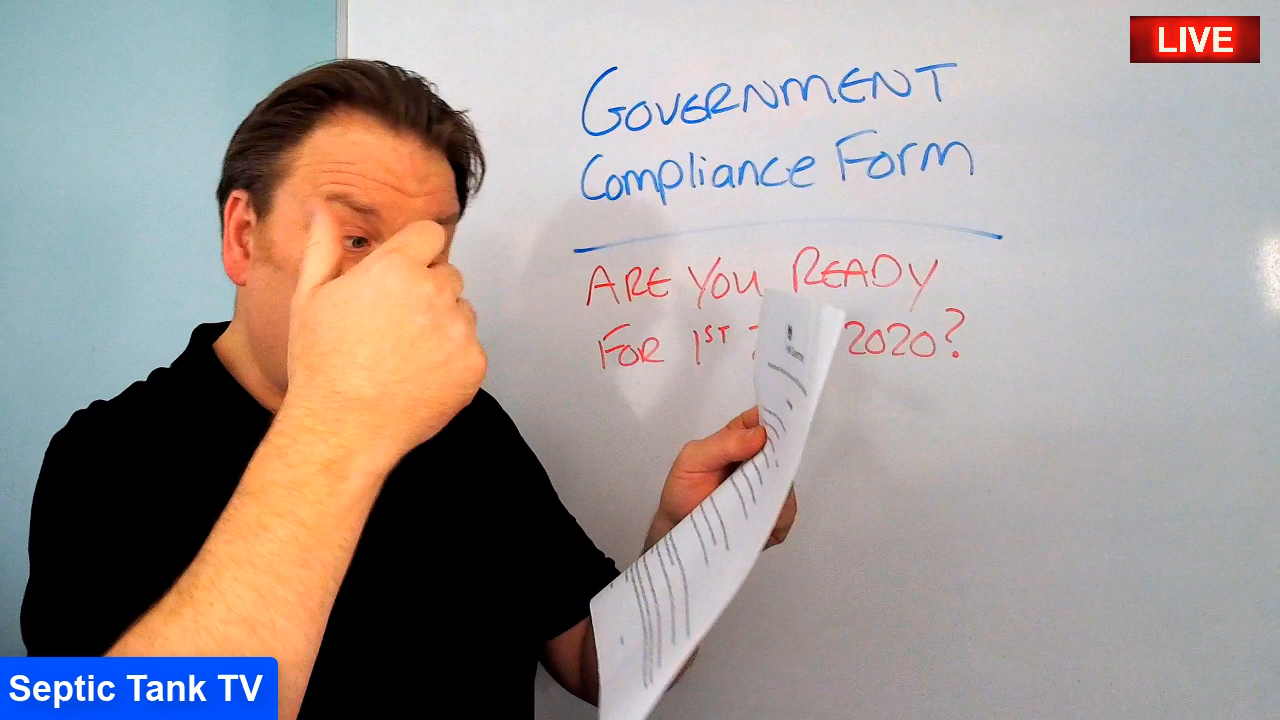 LIVE
GOVERNMENT
Compliance Form
ARE YOU READY
FOR 1ST 2020?
Septic Tank TV